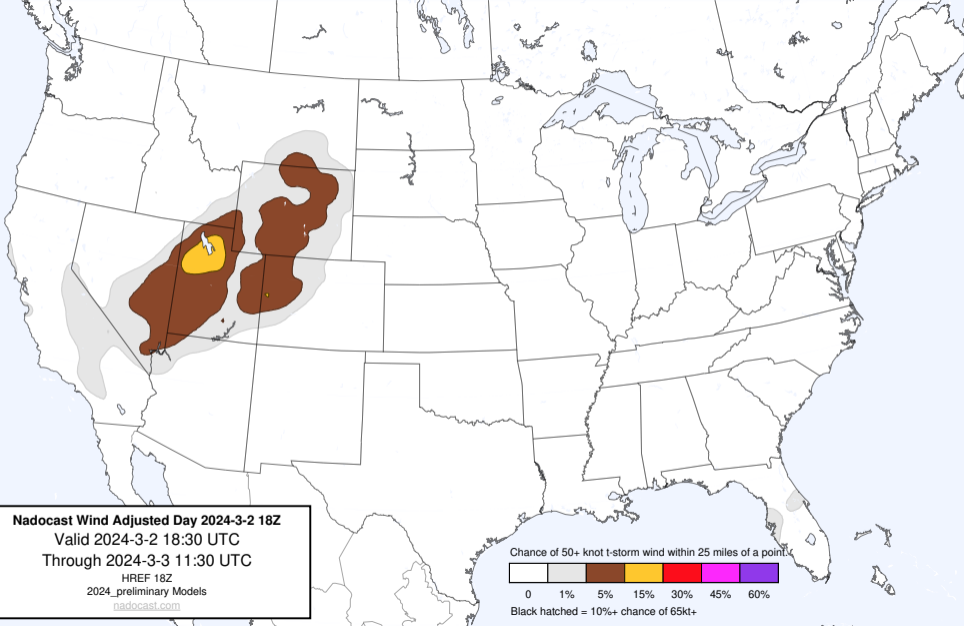 Nadocast Wind Adjusted Day 2024-3-2 18Z
Valid 2024-3-2 18:30 UTC
Through 2024-3-3 11:30 UTC
HREF 18Z
2024_preliminary Models
nadocast.com
Chance of 50+ knot t-storm wind within 25 miles of a point.
0 1% 5% 15% 30% 45% 60%
Black hatched = 10%+ chance of 65kt+